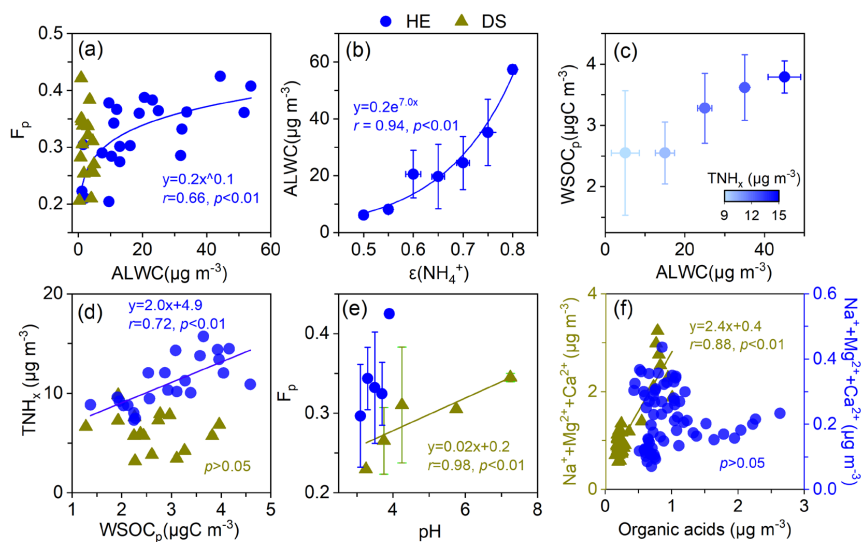 HE DS
(a)
F_p
0.5
0.4
0.3
0.2
y=0.2x^0.1
r=0.66, p<0.01
0 20 40 60
ALWC(μg m⁻³)
(b)
ALWC(μg m⁻³)
60
40
20
0
y=0.2e^7.0x
r = 0.94, p<0.01
0.5 0.6 0.7 0.8
ε(NH₄⁺)
(c)
WSOC_p(μgC m⁻³)
4
3
2
TNH_x (μg m⁻³)
9 12 15
0 20 40
ALWC(μg m⁻³)
(d)
TNH_x (μg m⁻³)
20
10
0
y=2.0x+4.9
r=0.72, p<0.01
p>0.05
1 2 3 4 5
WSOC_p(μgC m⁻³)
(e)
F_p
0.4
0.3
0.2
y=0.02x+0.2
r=0.98, p<0.01
4 6 8
pH
(f)
Na⁺+Mg²⁺+Ca²⁺ (μg m⁻³)
4
2
0
y=2.4x+0.4
r=0.88, p<0.01
p>0.05
0 1 2 3
Organic acids (μg m⁻³)
0.6
0.4
0.2
0.0
Na⁺+Mg²⁺+Ca²⁺ (μg m⁻³)